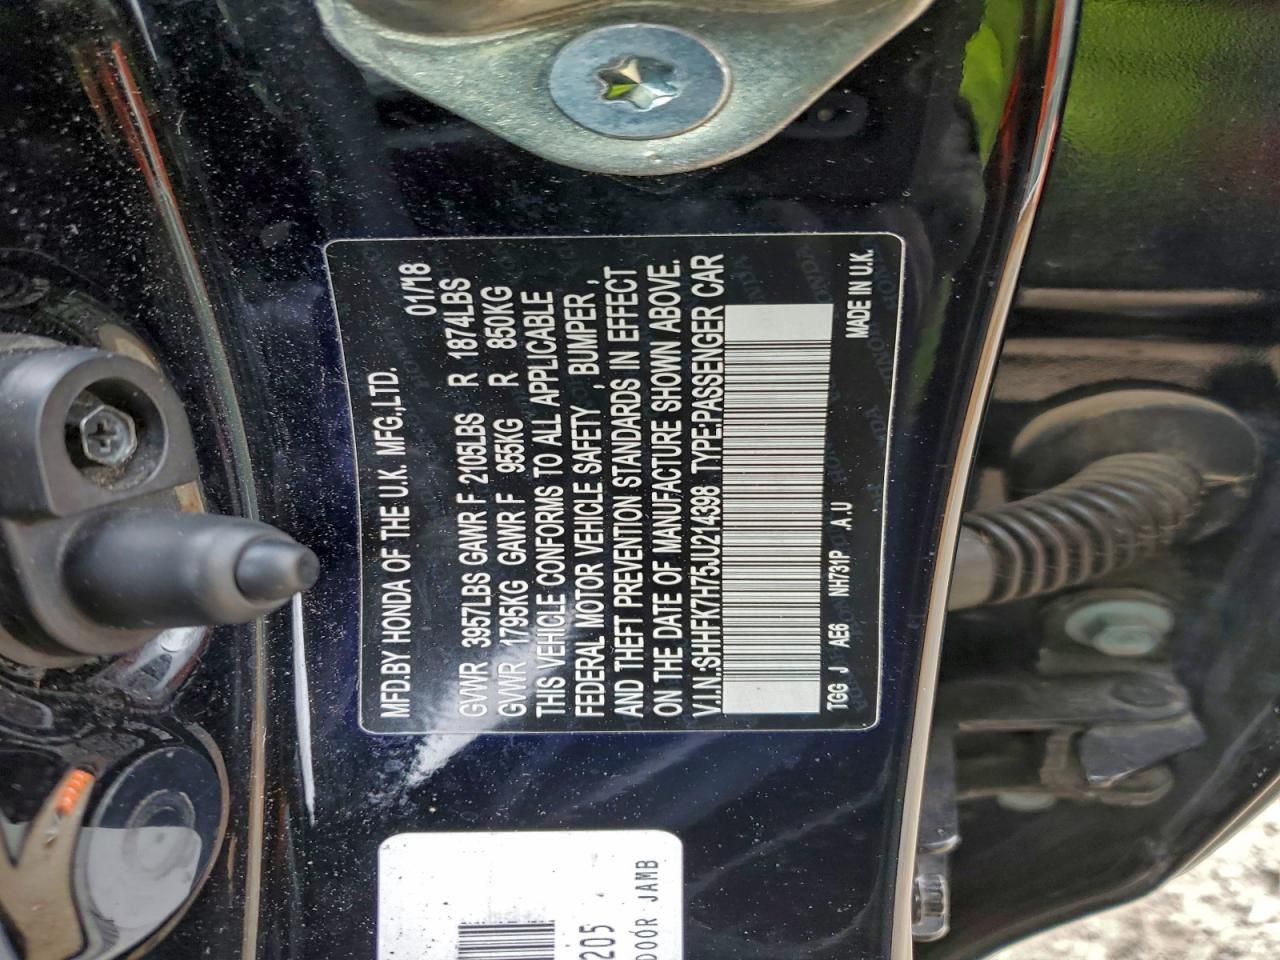 MFD.BY HONDA OF THE U.K. MFG.,LTD. 01/18
GVWR 3957LBS GAWR F 2105LBS R 1874LBS
GVWR 1795KG GAWR F 955KG R 850KG
THIS VEHICLE CONFORMS TO ALL APPLICABLE
FEDERAL MOTOR VEHICLE SAFETY , BUMPER ,
AND THEFT PREVENTION STANDARDS IN EFFECT
ON THE DATE OF MANUFACTURE SHOWN ABOVE.
V.I.N.:SHHFK7H75JU214398 TYPE:PASSENGER CAR
TGG J AE6 NH731P A.U MADE IN U.K.
205
DOOR JAMB